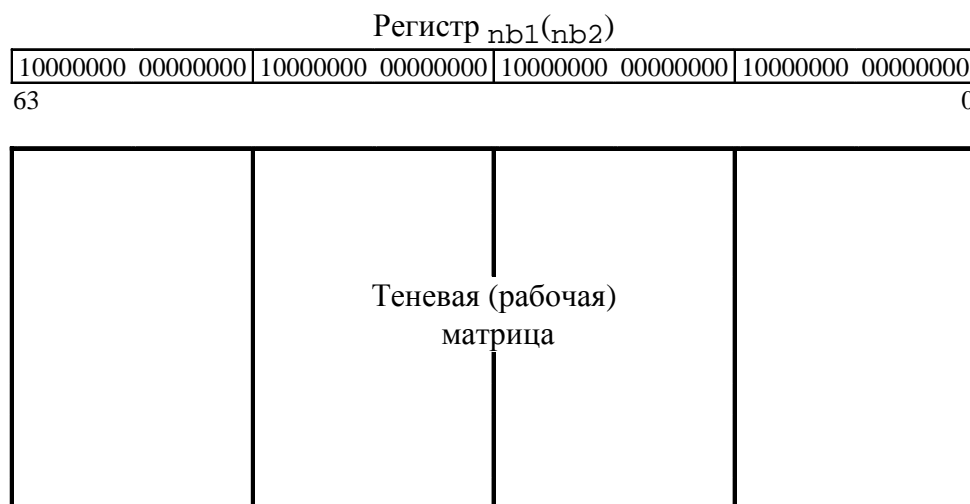 Регистр nb1(nb2)
10000000 00000000 10000000 00000000 10000000 00000000 10000000 00000000
63 0
Теневая (рабочая)
матрица